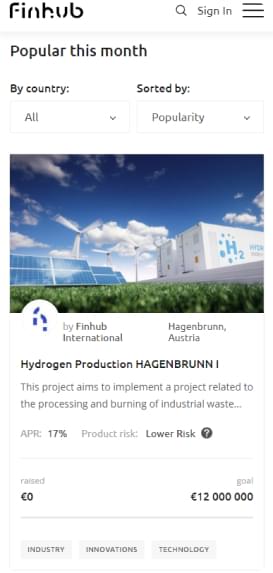 Finhub
Sign In
Popular this month
By country: Sorted by:
All Popularity
H2 HYD
by Finhub
International
Hagenbrunn,
Austria
Hydrogen Production HAGENBRUNN I
This project aims to implement a project related to
the processing and burning of industrial waste...
APR: 17% Product risk: Lower Risk ?
raised goal
€0 €12 000 000
INDUSTRY INNOVATIONS TECHNOLOGY